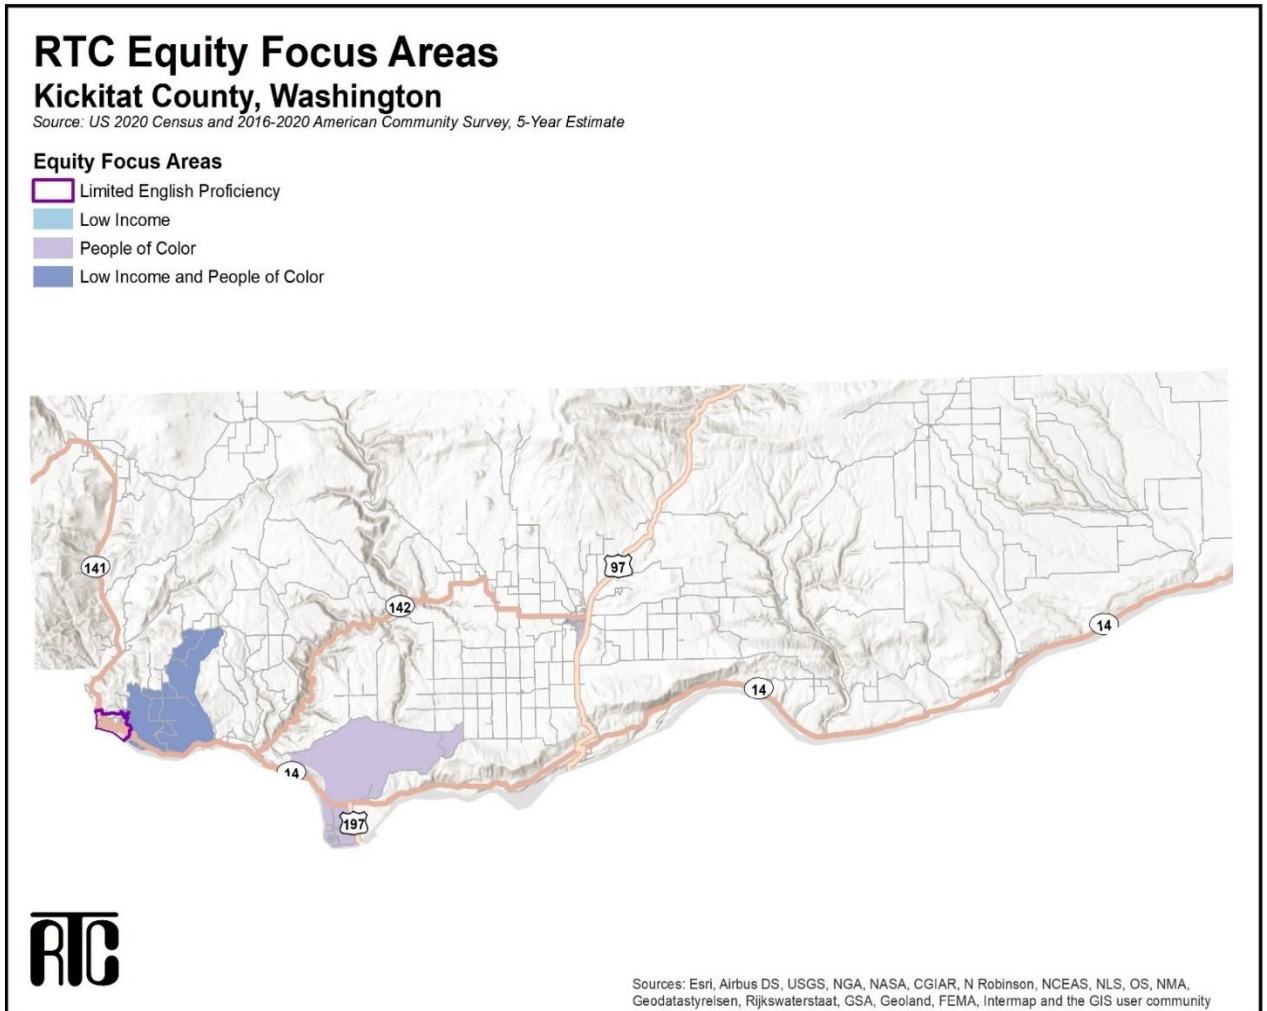 RTC Equity Focus Areas
Kickitat County, Washington
Source: US 2020 Census and 2016-2020 American Community Survey, 5-Year Estimate
Equity Focus Areas
Limited English Proficiency
Low Income
People of Color
Low Income and People of Color
97
141
142
14
14
14
197
RTC
Sources: Esri, Airbus DS, USGS, NGA, NASA, CGIAR, N Robinson, NCEAS, NLS, OS, NMA,
Geodatastyrelsen, Rijkswaterstaat, GSA, Geoland, FEMA, Intermap and the GIS user community